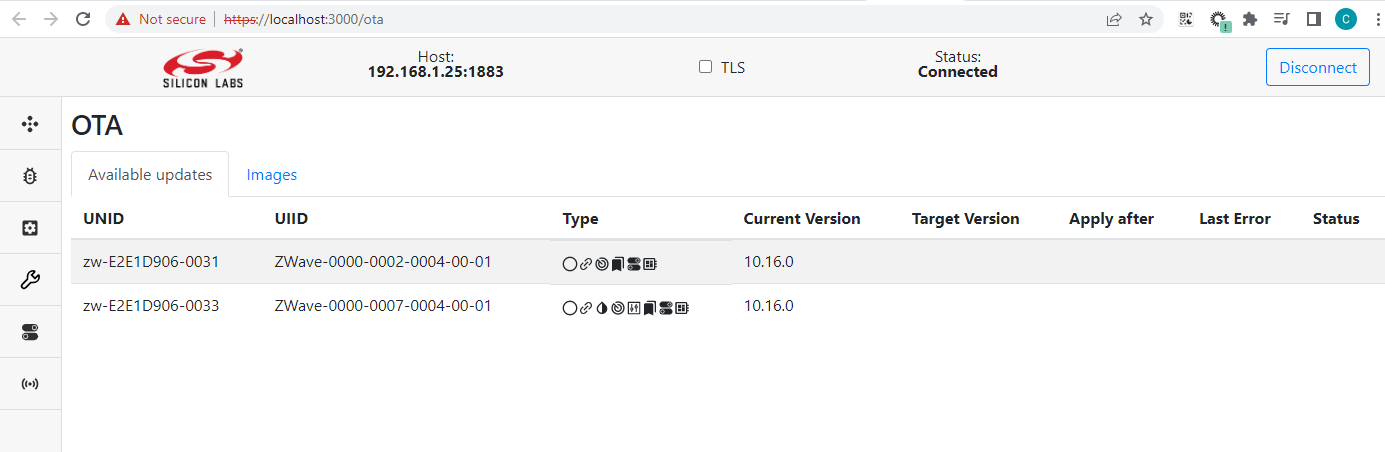 Not secure https://localhost:3000/ota
C
SILICON LABS
Host:
192.168.1.25:1883
TLS
Status:
Connected
Disconnect
OTA
Available updates Images
UNID UIID Type Current Version Target Version Apply after Last Error Status
zw-E2E1D906-0031 ZWave-0000-0002-0004-00-01 10.16.0
zw-E2E1D906-0033 ZWave-0000-0007-0004-00-01 10.16.0